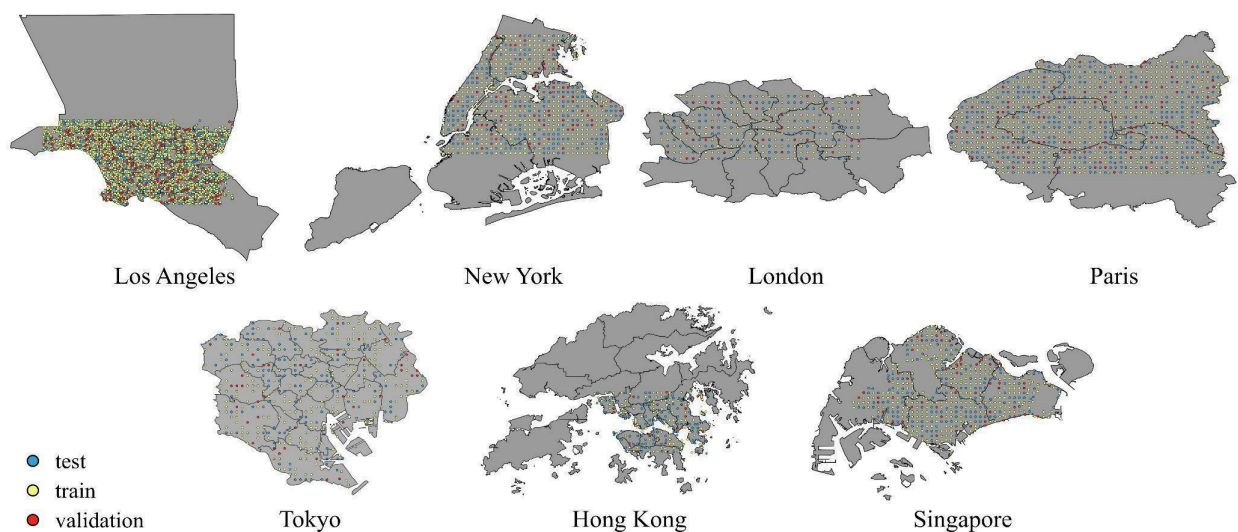 Los Angeles
New York
London
Paris
test
train
validation
Tokyo
Hong Kong
Singapore